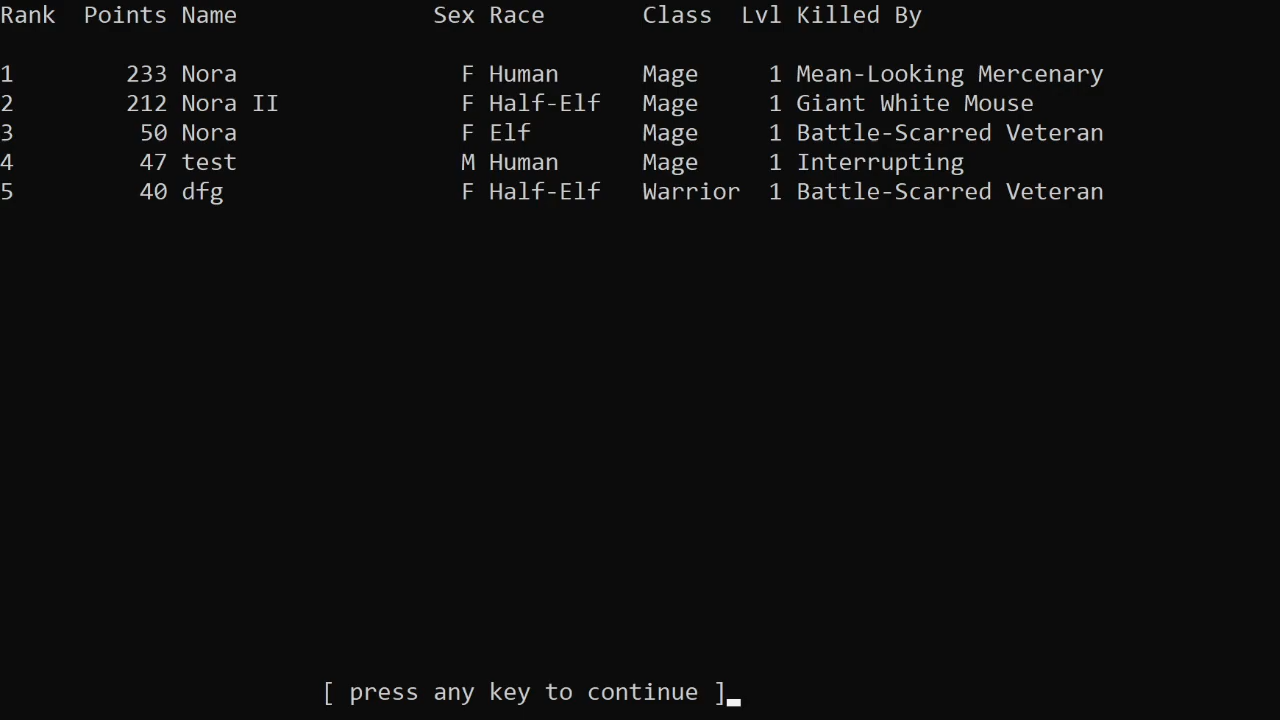 Rank  Points Name              Sex Race       Class  Lvl Killed By
1        233 Nora                F Human      Mage     1 Mean-Looking Mercenary
2        212 Nora II             F Half-Elf   Mage     1 Giant White Mouse
3         50 Nora                F Elf        Mage     1 Battle-Scarred Veteran
4         47 test                M Human      Mage     1 Interrupting
5         40 dfg                 F Half-Elf   Warrior  1 Battle-Scarred Veteran
[ press any key to continue ]